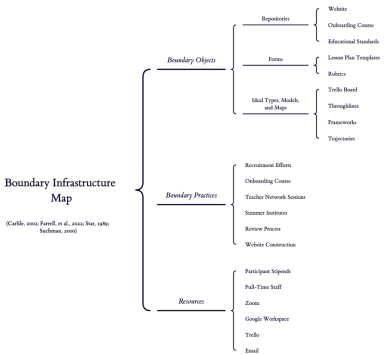 Boundary Infrastructure
Map
(Carlile, 2002; Farrell, et al., 2022; Star, 1989;
Suchman, 2000)
Boundary Objects
Repositories
Website
Onboarding Course
Educational Standards
Forms
Lesson Plan Templates
Rubrics
Ideal Types, Models,
and Maps
Trello Board
Throughlines
Frameworks
Trajectories
Boundary Practices
Recruitment Efforts
Onboarding Course
Teacher Network Sessions
Summer Institutes
Review Process
Website Construction
Resources
Participant Stipends
Full-Time Staff
Zoom
Google Workspace
Trello
Email